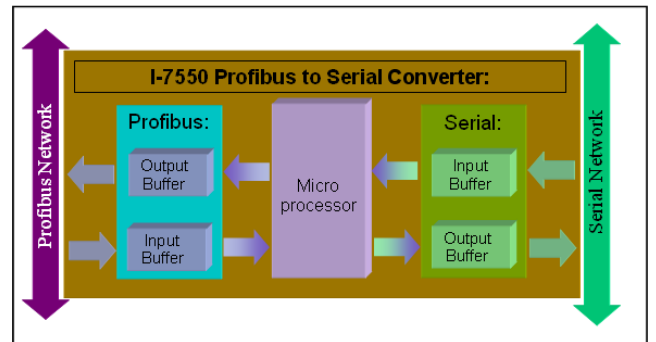 I-7550 Profibus to Serial Converter:
Profibus Network
Profibus:
Output
Buffer
Input
Buffer
Micro
processor
Serial:
Input
Buffer
Output
Buffer
Serial Network